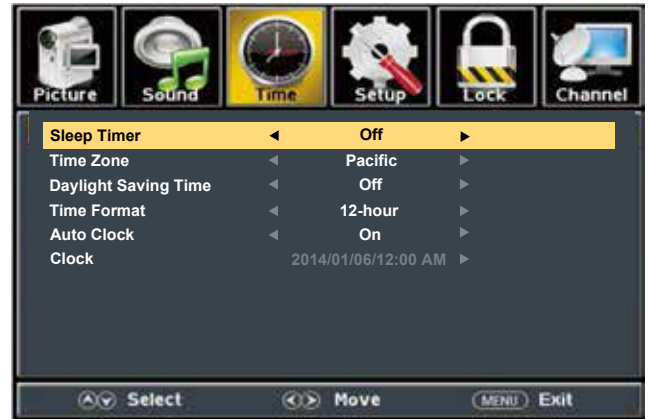 Picture Sound Time Setup Lock Channel
Sleep Timer Off
Time Zone Pacific
Daylight Saving Time Off
Time Format 12-hour
Auto Clock On
Clock 2014/01/06/12:00 AM
Select Move MENU Exit